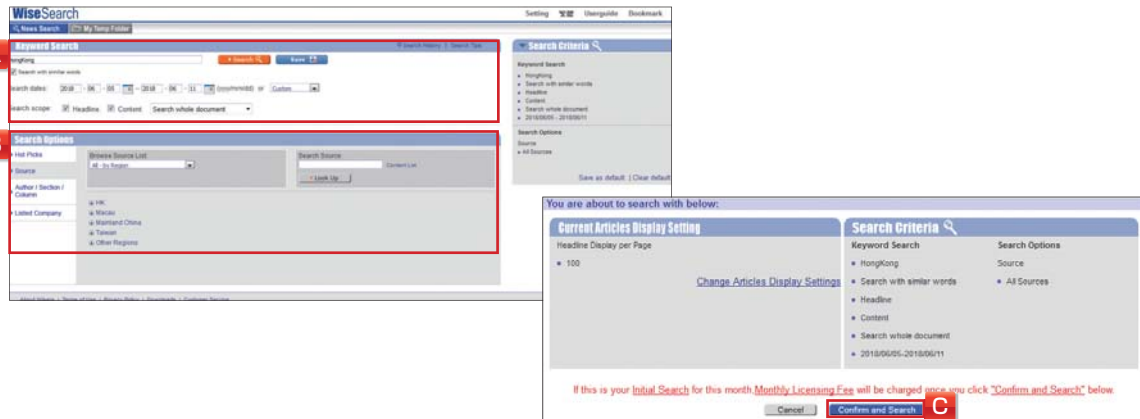 WiseSearch
Setting 繁體 Userguide Bookmark
News Search My Temp Folder
Keyword Search
Search History | Search Tips
HongKong
Search Save
Search with similar words
Search dates: 2018 - 06 - 05 ~ 2018 - 06 - 11 (yyyy/mm/dd) or Custom
Search scope: Headline Content Search whole document
Search Options
Hot Picks
Source
Author / Section /
Column
Listed Company
Browse Source List
All - by Region
Search Source
Content List
Look Up
HK
Macau
Mainland China
Taiwan
Other Regions
Search Criteria
Keyword Search
HongKong
Search with similar words
Headline
Content
Search whole document
2018/06/05 - 2018/06/11
Search Options
Source
All Sources
Save as default | Clear default
About Wisers | Terms of Use | Privacy Policy | Downloads | Customer Service
You are about to search with below:
Current Articles Display Setting
Headline Display per Page
100
Change Articles Display Settings
Search Criteria
Keyword Search Search Options
HongKong Source
Search with similar words All Sources
Headline
Content
Search whole document
2018/06/05-2018/06/11
If this is your Initial Search for this month,Monthly Licensing Fee will be charged once you click "Confirm and Search" below.
Cancel Confirm and Search C